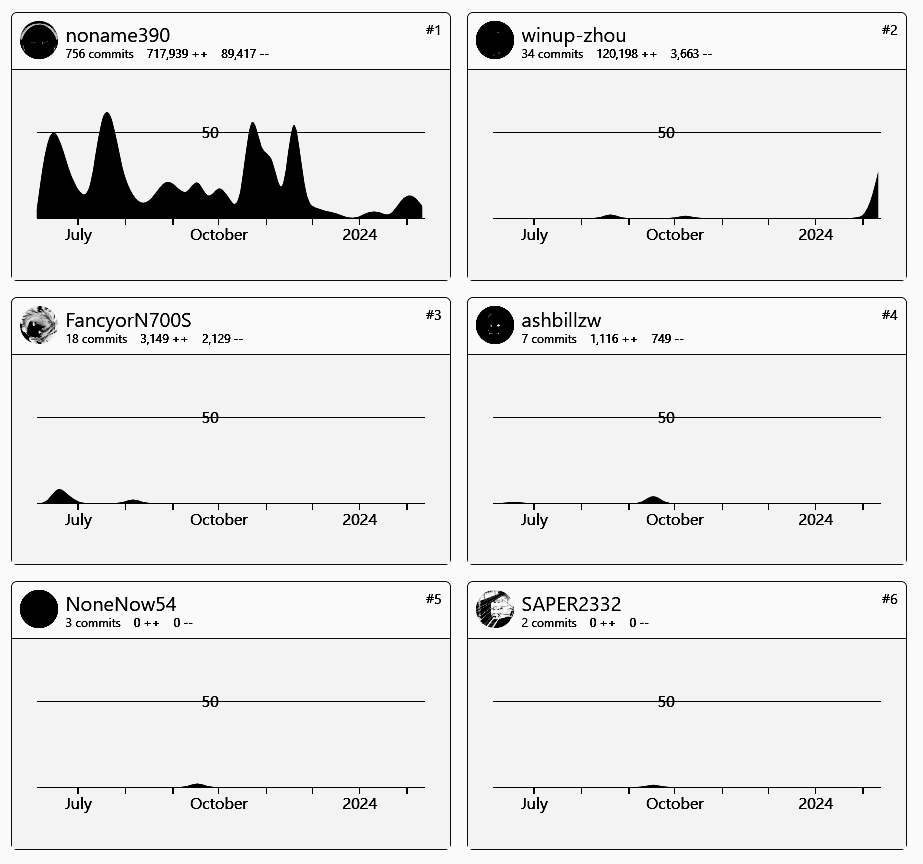 noname390
#1
756 commits 717,939 ++ 89,417 --
50
July October 2024
winup-zhou
#2
34 commits 120,198 ++ 3,663 --
50
July October 2024
FancyorN700S
#3
18 commits 3,149 ++ 2,129 --
50
July October 2024
ashbillzw
#4
7 commits 1,116 ++ 749 --
50
July October 2024
NoneNow54
#5
3 commits 0 ++ 0 --
50
July October 2024
SAPER2332
#6
2 commits 0 ++ 0 --
50
July October 2024